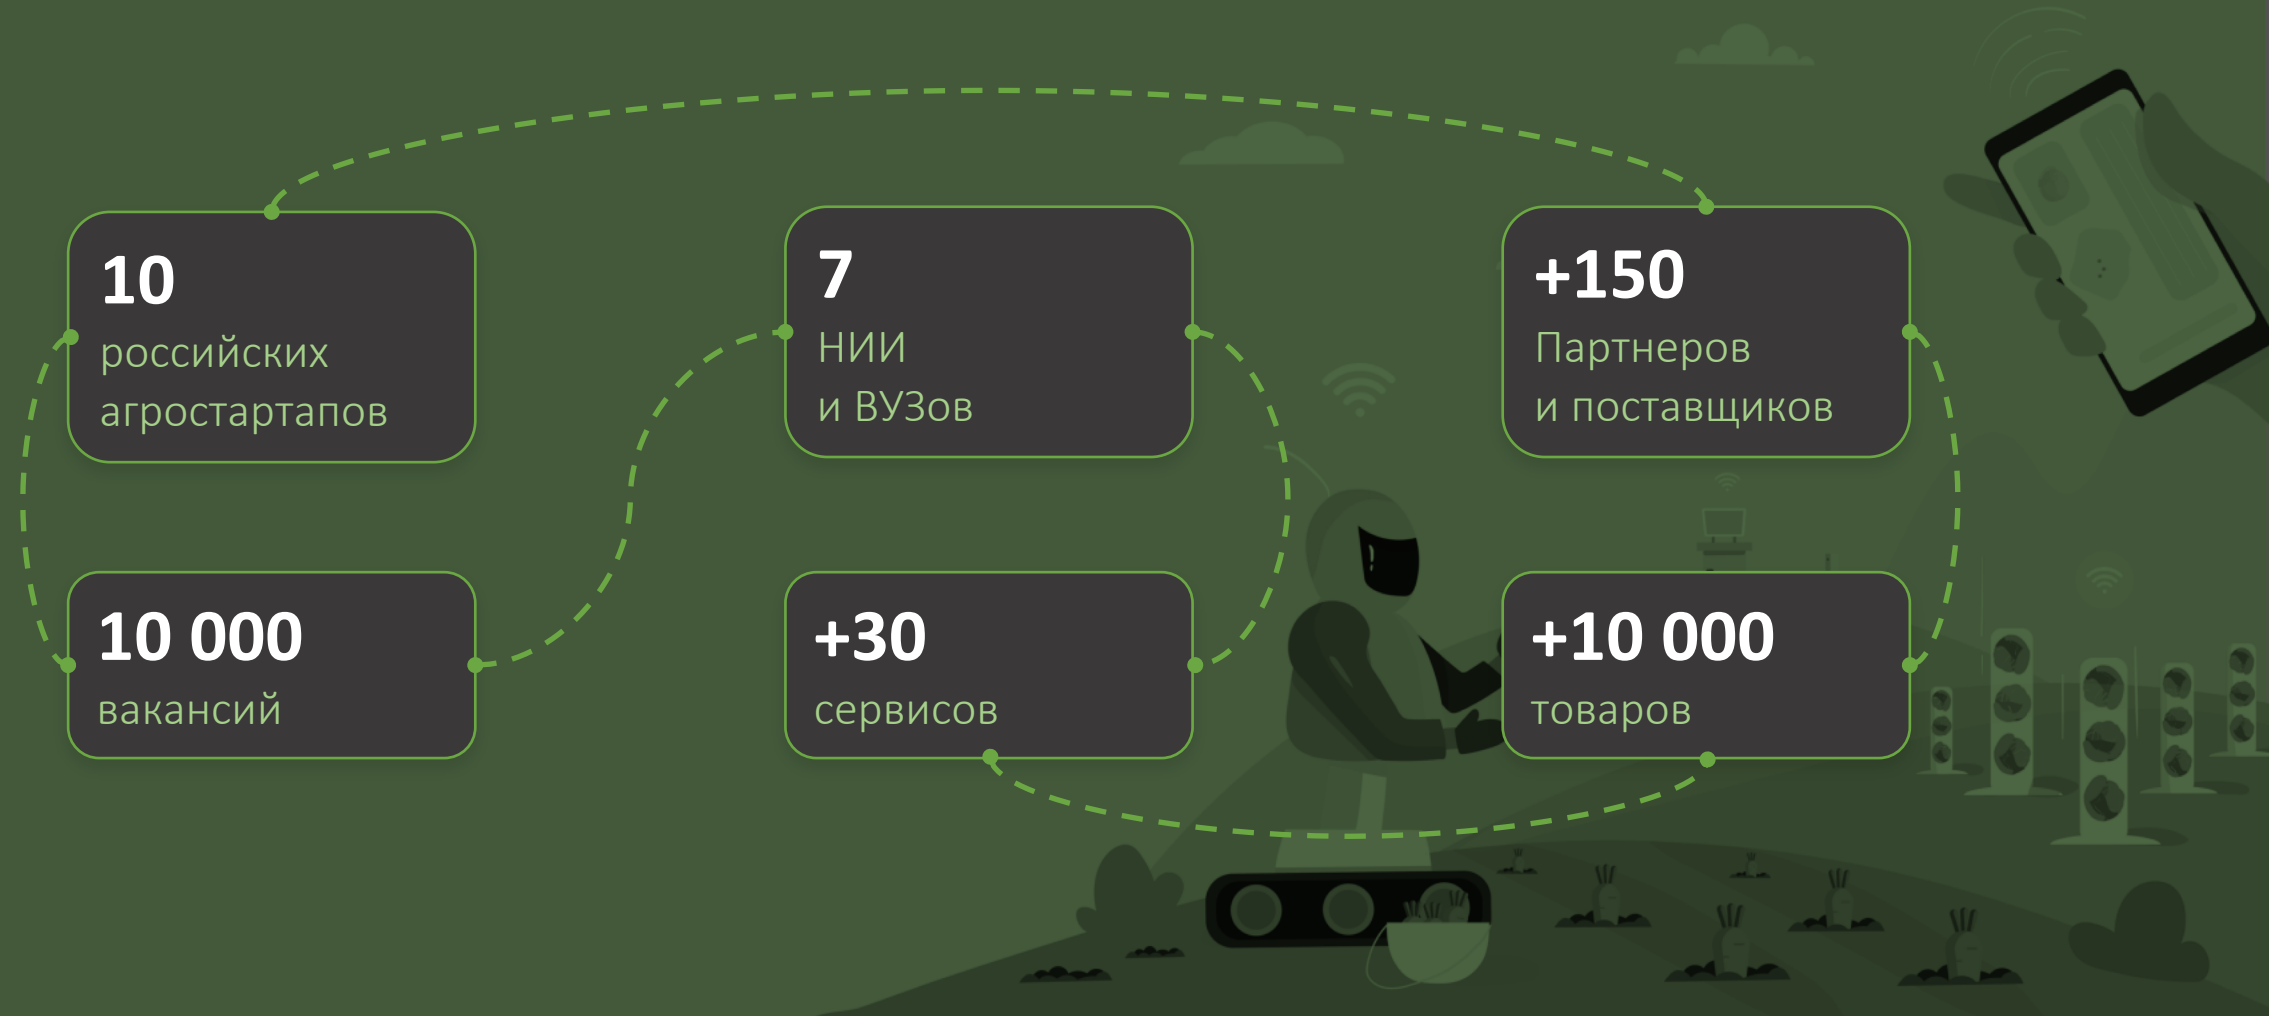 10
российских
агростартапов
7
НИИ
и ВУЗов
+150
Партнеров
и поставщиков
10 000
вакансий
+30
сервисов
+10 000
товаров